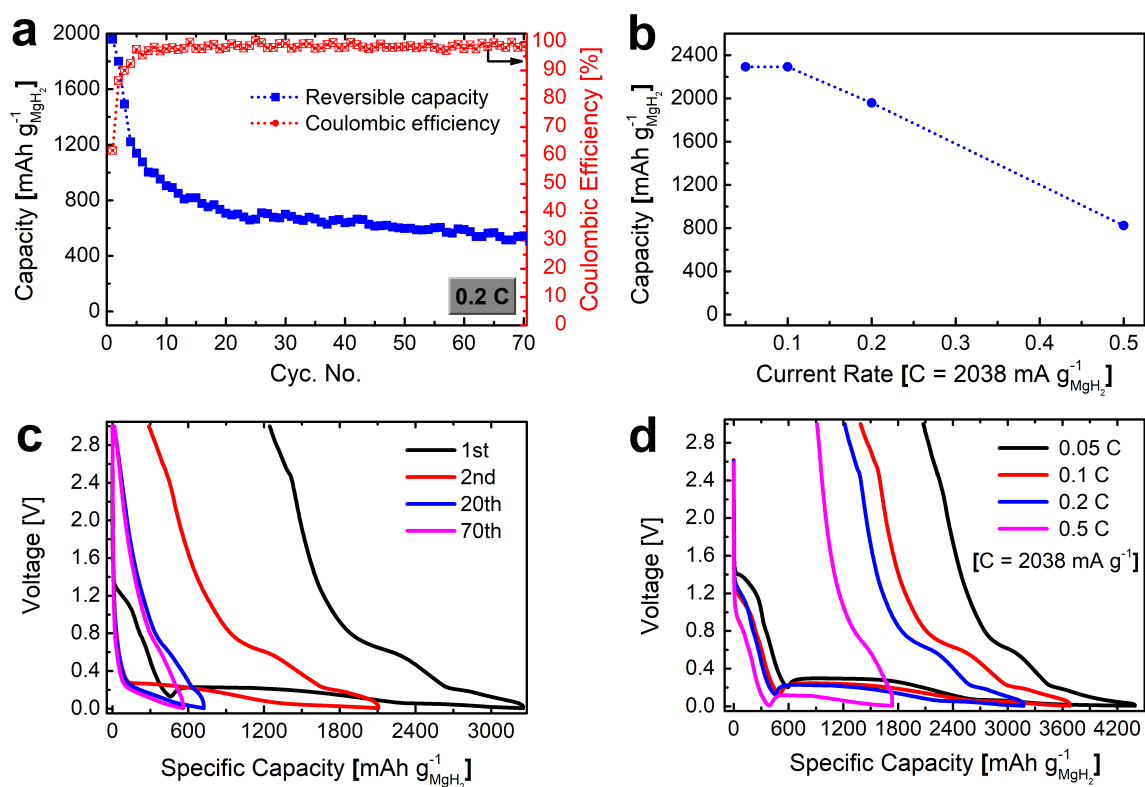 a
2000
1600
1200
800
400
0
Capacity [mAh g⁻¹MgH₂]
0 10 20 30 40 50 60 70
Cyc. No.
100
90
80
70
60
50
40
30
20
10
0
Coulombic Efficiency [%]
Reversible capacity
Coulombic efficiency
0.2 C
b
2400
2000
1600
1200
800
400
0
Capacity [mAh g⁻¹MgH₂]
0.1 0.2 0.3 0.4 0.5
Current Rate [C = 2038 mA g⁻¹MgH₂]
c
2.8
2.4
2.0
1.6
1.2
0.8
0.4
0.0
Voltage [V]
1st
2nd
20th
70th
0 600 1200 1800 2400 3000
Specific Capacity [mAh g⁻¹MgH₂]
d
2.8
2.4
2.0
1.6
1.2
0.8
0.4
0.0
Voltage [V]
0.05 C
0.1 C
0.2 C
0.5 C
[C = 2038 mA g⁻¹]
0 600 1200 1800 2400 3000 3600 4200
Specific Capacity [mAh g⁻¹MgH₂]